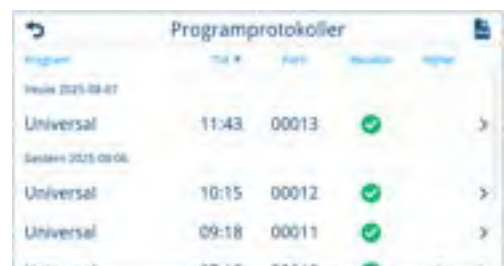 Programprotokoller
Program Tid ▼ Resultat
Heute 2025-08-07
Universal 11:43 00013
Gestern 2025-08-06
Universal 10:15 00012
Universal 09:18 00011